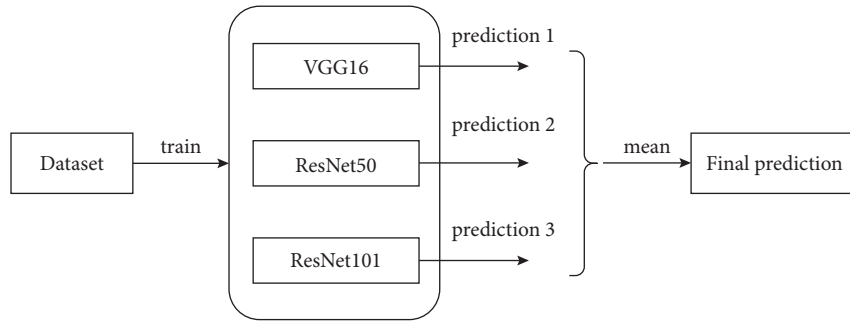 Dataset
train
VGG16
ResNet50
ResNet101
prediction 1
prediction 2
prediction 3
mean
Final prediction